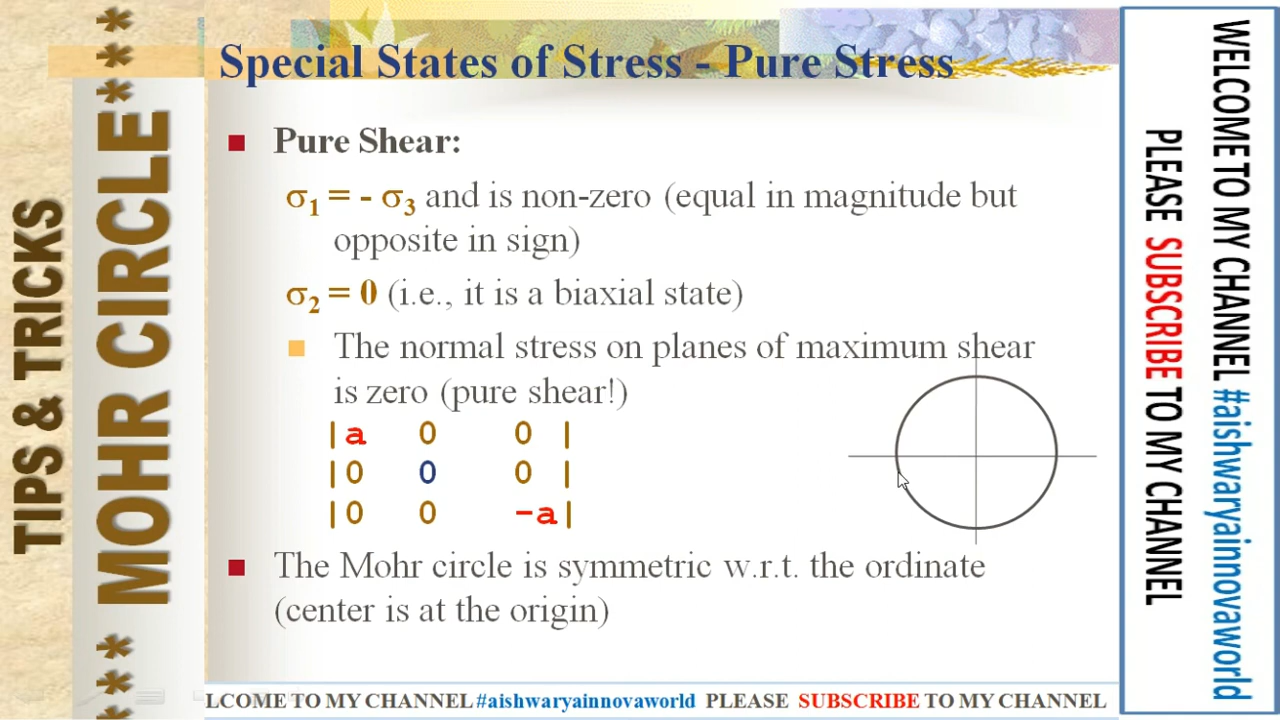 Special States of Stress - Pure Stress
Pure Shear:
σ1 = - σ3 and is non-zero (equal in magnitude but
opposite in sign)
σ2 = 0 (i.e., it is a biaxial state)
The normal stress on planes of maximum shear
is zero (pure shear!)
|a 0 0 |
|0 0 0 |
|0 0 -a|
The Mohr circle is symmetric w.r.t. the ordinate
(center is at the origin)
TIPS & TRICKS
*** MOHR CIRCLE****
WELCOME TO MY CHANNEL #aishwaryainnovaworld
PLEASE SUBSCRIBE TO MY CHANNEL
LCOME TO MY CHANNEL #aishwaryainnovaworld PLEASE SUBSCRIBE TO MY CHANNEL